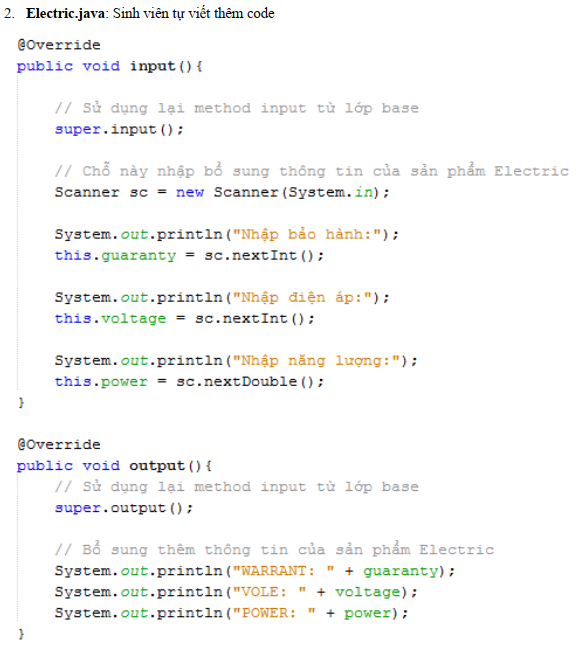 2. Electric.java: Sinh viên tự viết thêm code
@Override
public void input(){
// Sử dụng lại method input từ lớp base
super.input();
// Chỗ này nhập bổ sung thông tin của sản phẩm Electric
Scanner sc = new Scanner(System.in);
System.out.println("Nhập bảo hành:");
this.guaranty = sc.nextInt();
System.out.println("Nhập điện áp:");
this.voltage = sc.nextInt();
System.out.println("Nhập năng lượng:");
this.power = sc.nextDouble();
}
@Override
public void output(){
// Sử dụng lại method input từ lớp base
super.output();
// Bổ sung thêm thông tin của sản phẩm Electric
System.out.println("WARRANT: " + guaranty);
System.out.println("VOLE: " + voltage);
System.out.println("POWER: " + power);
}